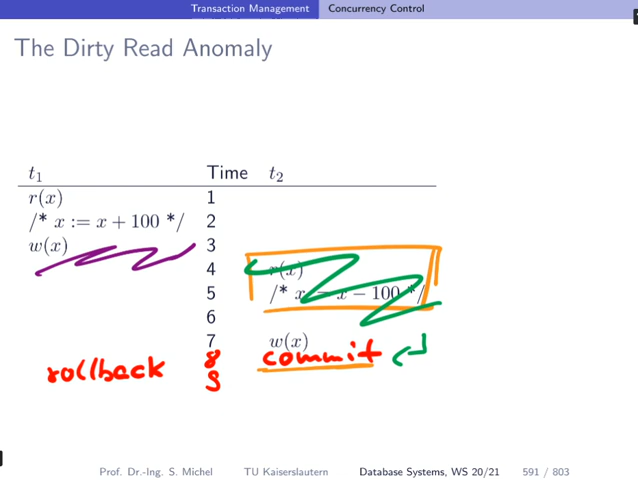 Transaction Management Concurrency Control
The Dirty Read Anomaly
t₁ Time t₂
r(x) 1
/* x := x + 100 */ 2
w(x) 3
4 r(x)
5 /* x = x − 100 */
6
7 w(x)
8 commit
rollback 9
Prof. Dr.-Ing. S. Michel TU Kaiserslautern Database Systems, WS 20/21 591 / 803